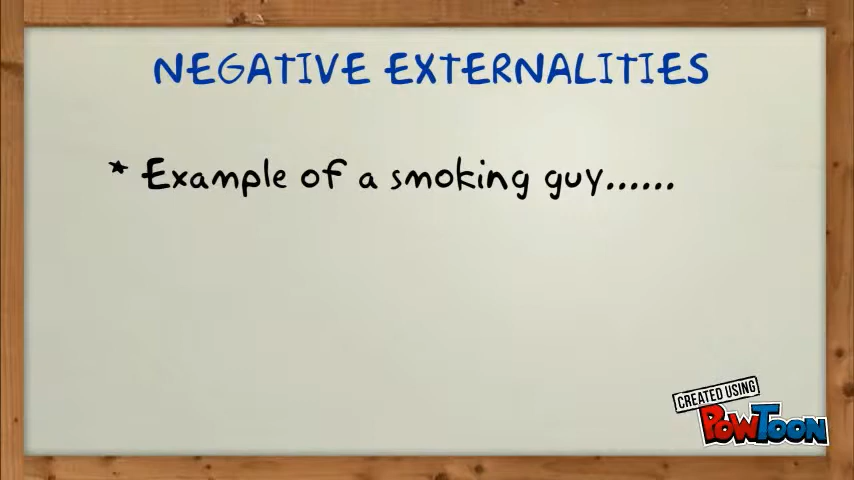 NEGATIVE EXTERNALITIES
* Example of a smoking guy......
CREATED USING
POWTOON